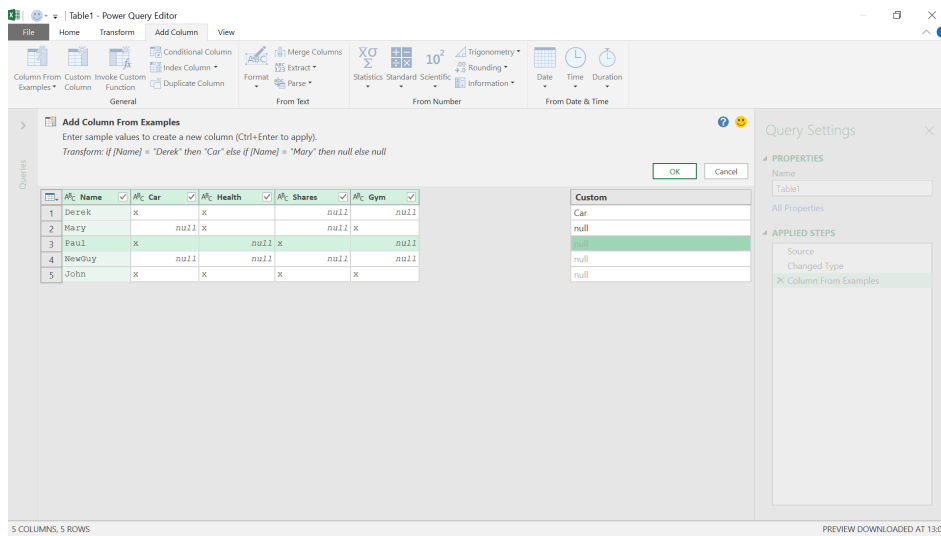 Table1 - Power Query Editor
File Home Transform Add Column View
Column From Examples
Custom Column
Invoke Custom Function
Conditional Column
Index Column
Duplicate Column
General
Format
Merge Columns
Extract
Parse
From Text
Statistics
Standard
Scientific
Trigonometry
Rounding
Information
From Number
Date
Time
Duration
From Date & Time
Queries
Add Column From Examples
Enter sample values to create a new column (Ctrl+Enter to apply).
Transform: if [Name] = "Derek" then "Car" else if [Name] = "Mary" then null else null
OK Cancel
Name Car Health Shares Gym Custom
1 Derek x x null null Car
2 Mary null x null x null
3 Paul x null x null null
4 NewGuy null null null null null
5 John x x x x null
Query Settings
PROPERTIES
Name
Table1
All Properties
APPLIED STEPS
Source
Changed Type
Column From Examples
5 COLUMNS, 5 ROWS
PREVIEW DOWNLOADED AT 13:0